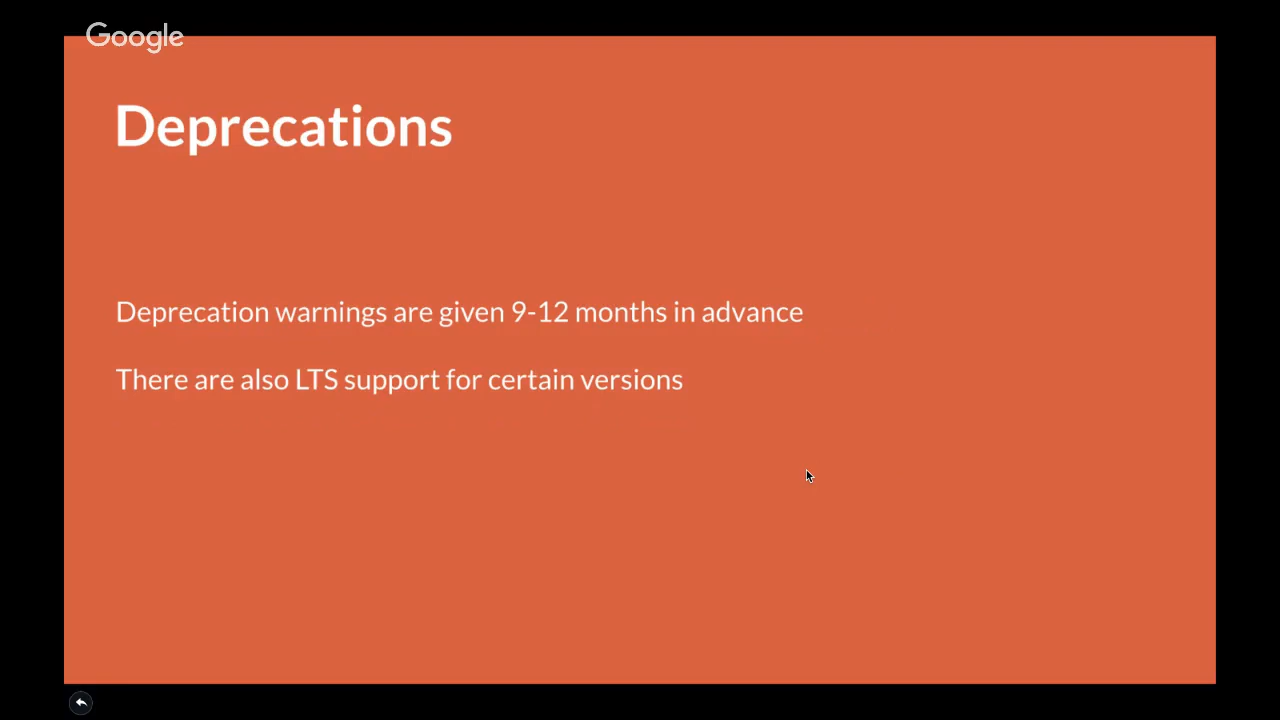 Google
Deprecations
Deprecation warnings are given 9-12 months in advance
There are also LTS support for certain versions